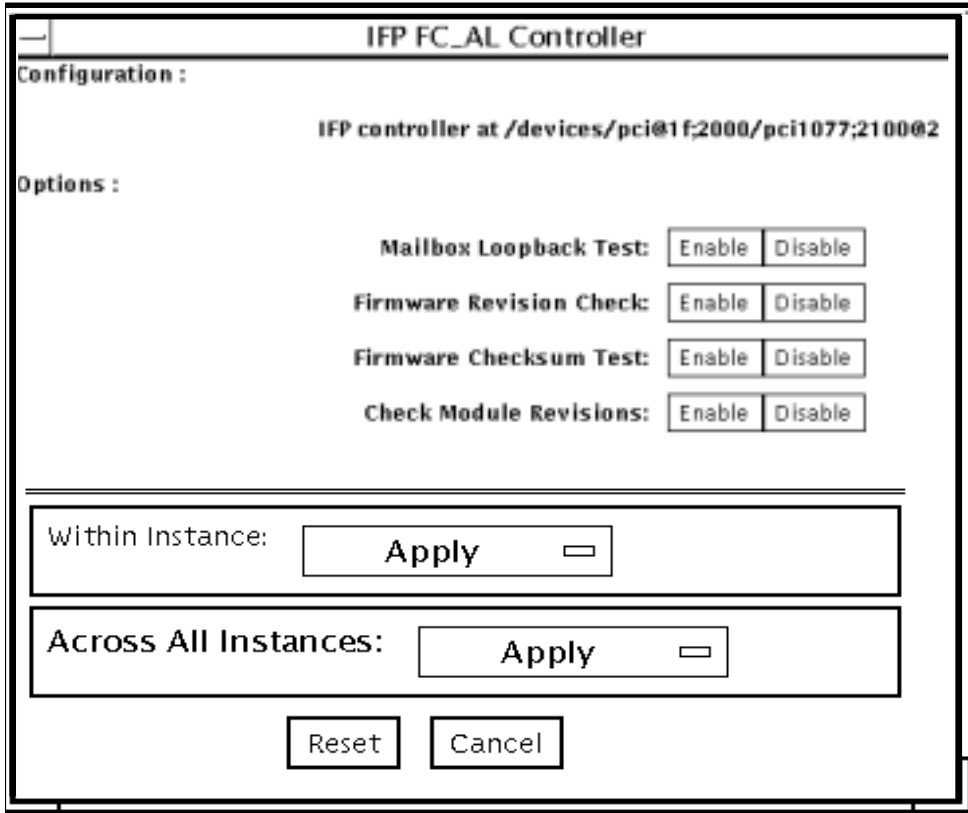 IFP FC_AL Controller
Configuration :
IFP controller at /devices/pci@1f;2000/pci1077;2100@2
Options :
Mailbox Loopback Test: Enable Disable
Firmware Revision Check: Enable Disable
Firmware Checksum Test: Enable Disable
Check Module Revisions: Enable Disable
Within Instance: Apply
Across All Instances: Apply
Reset Cancel